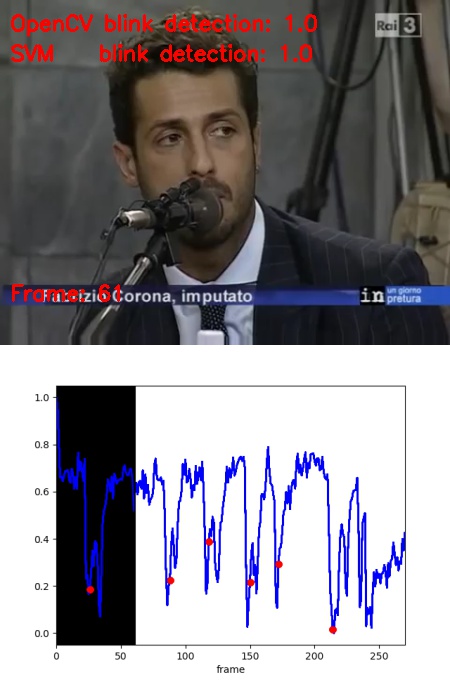 OpenCV blink detection: 1.0
Rai 3
SVM blink detection: 1.0
Frame: 61
Fabrizio Corona, imputato
in un giorno
pretura
1.0
0.8
0.6
0.4
0.2
0.0
0 50 100 150 200 250
frame